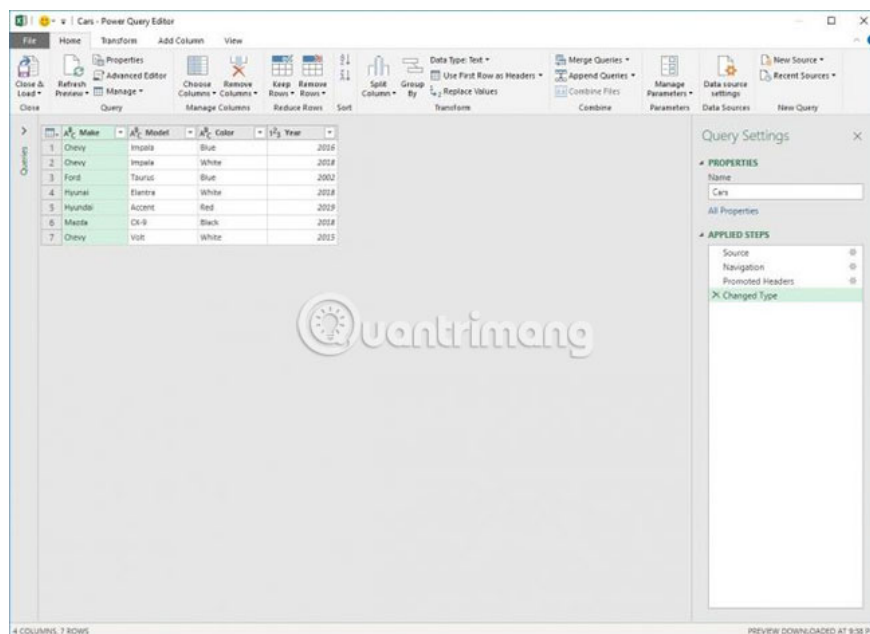 Cars - Power Query Editor
File Home Transform Add Column View
Close & Load
Refresh Preview
Properties
Advanced Editor
Manage
Choose Columns
Remove Columns
Keep Rows
Remove Rows
Split Column
Group By
Data Type: Text
Use First Row as Headers
Replace Values
Merge Queries
Append Queries
Combine Files
Manage Parameters
Data source settings
New Source
Recent Sources
Close Query Manage Columns Reduce Rows Sort Transform Combine Parameters Data Sources New Query
Queries
Make Model Color Year
1 Chevy Impala Blue 2016
2 Chevy Impala White 2018
3 Ford Taurus Blue 2002
4 Hyunai Elantra White 2018
5 Hyundai Accent Red 2019
6 Mazda CX-9 Black 2018
7 Chevy Volt White 2015
Query Settings
PROPERTIES
Name
Cars
All Properties
APPLIED STEPS
Source
Navigation
Promoted Headers
Changed Type
Quantrimang
4 COLUMNS, 7 ROWS
PREVIEW DOWNLOADED AT 9:58